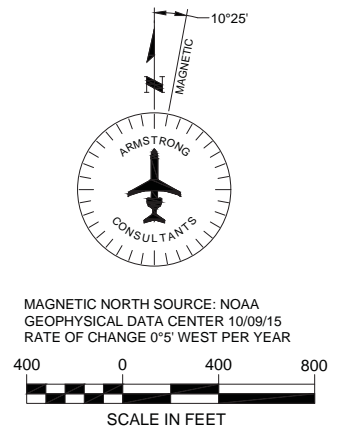 10°25'
N
MAGNETIC
ARMSTRONG
CONSULTANTS
MAGNETIC NORTH SOURCE: NOAA
GEOPHYSICAL DATA CENTER 10/09/15
RATE OF CHANGE 0°5' WEST PER YEAR
400 0 400 800
SCALE IN FEET